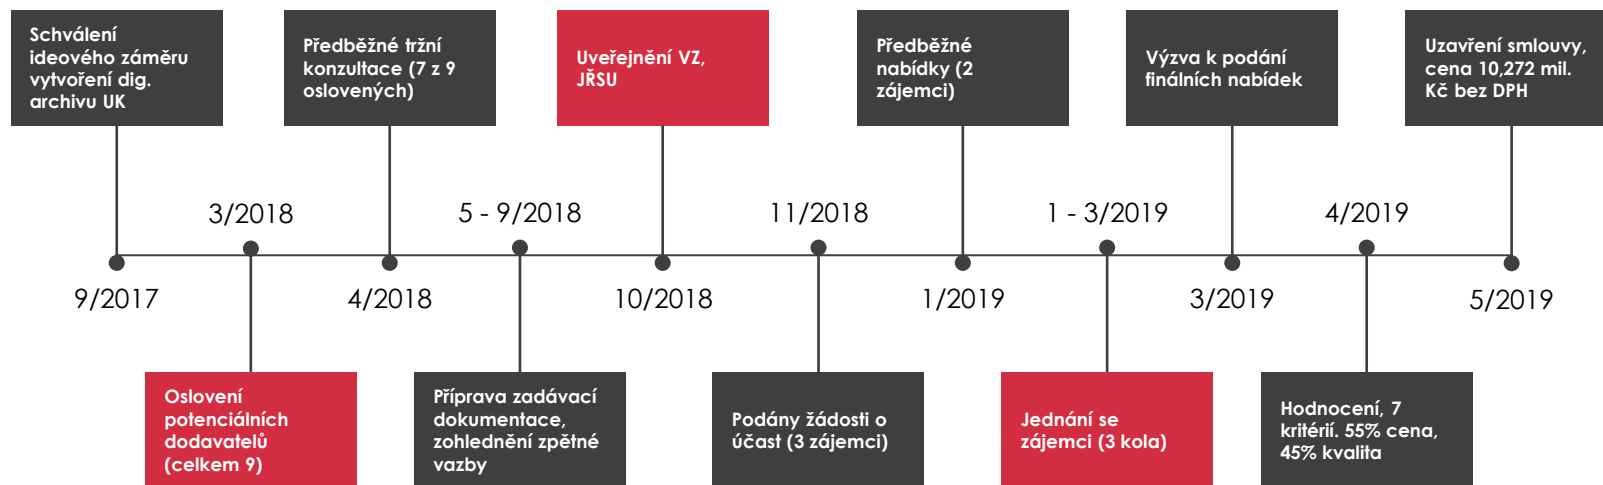 Schválení
ideového záměru
vytvoření dig.
archivu UK
Předběžné tržní
konzultace (7 z 9
oslovených)
Uveřejnění VZ,
JŘSU
Předběžné
nabídky (2
zájemci)
Výzva k podání
finálních nabídek
Uzavření smlouvy,
cena 10,272 mil.
Kč bez DPH
3/2018
5 - 9/2018
11/2018
1 - 3/2019
4/2019
9/2017
4/2018
10/2018
1/2019
3/2019
5/2019
Oslovení
potenciálních
dodavatelů
(celkem 9)
Příprava zadávací
dokumentace,
zohlednění zpětné
vazby
Podány žádosti o
účast (3 zájemci)
Jednání se
zájemci (3 kola)
Hodnocení, 7
kritérií. 55% cena,
45% kvalita